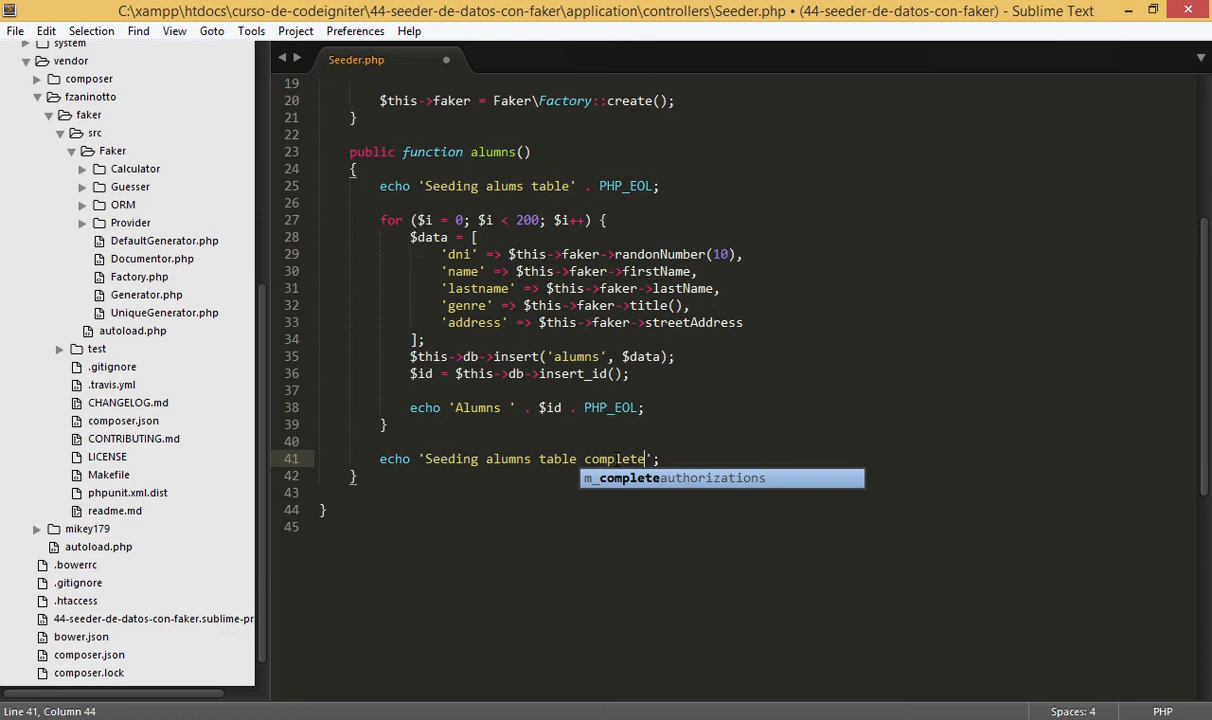 C:\xampp\htdocs\curso-de-codeigniter\44-seeder-de-datos-con-faker\application\controllers\Seeder.php • (44-seeder-de-datos-con-faker) - Sublime Text
File Edit Selection Find View Goto Tools Project Preferences Help
system
vendor
composer
fzaninotto
faker
src
Faker
Calculator
Guesser
ORM
Provider
DefaultGenerator.php
Documentor.php
Factory.php
Generator.php
UniqueGenerator.php
autoload.php
test
.gitignore
.travis.yml
CHANGELOG.md
composer.json
CONTRIBUTING.md
LICENSE
Makefile
phpunit.xml.dist
readme.md
mikey179
autoload.php
.bowerrc
.gitignore
.htaccess
44-seeder-de-datos-con-faker.sublime-pr
bower.json
composer.json
composer.lock
Seeder.php
19
20 $this->faker = Faker\Factory::create();
21 }
22
23 public function alumns()
24 {
25 echo 'Seeding alums table' . PHP_EOL;
26
27 for ($i = 0; $i < 200; $i++) {
28 $data = [
29 'dni' => $this->faker->randonNumber(10),
30 'name' => $this->faker->firstName,
31 'lastname' => $this->faker->lastName,
32 'genre' => $this->faker->title(),
33 'address' => $this->faker->streetAddress
34 ];
35 $this->db->insert('alumns', $data);
36 $id = $this->db->insert_id();
37
38 echo 'Alumns ' . $id . PHP_EOL;
39 }
40
41 echo 'Seeding alumns table complete';
m_completeauthorizations
42 }
43
44 }
45
Line 41, Column 44 Spaces: 4 PHP